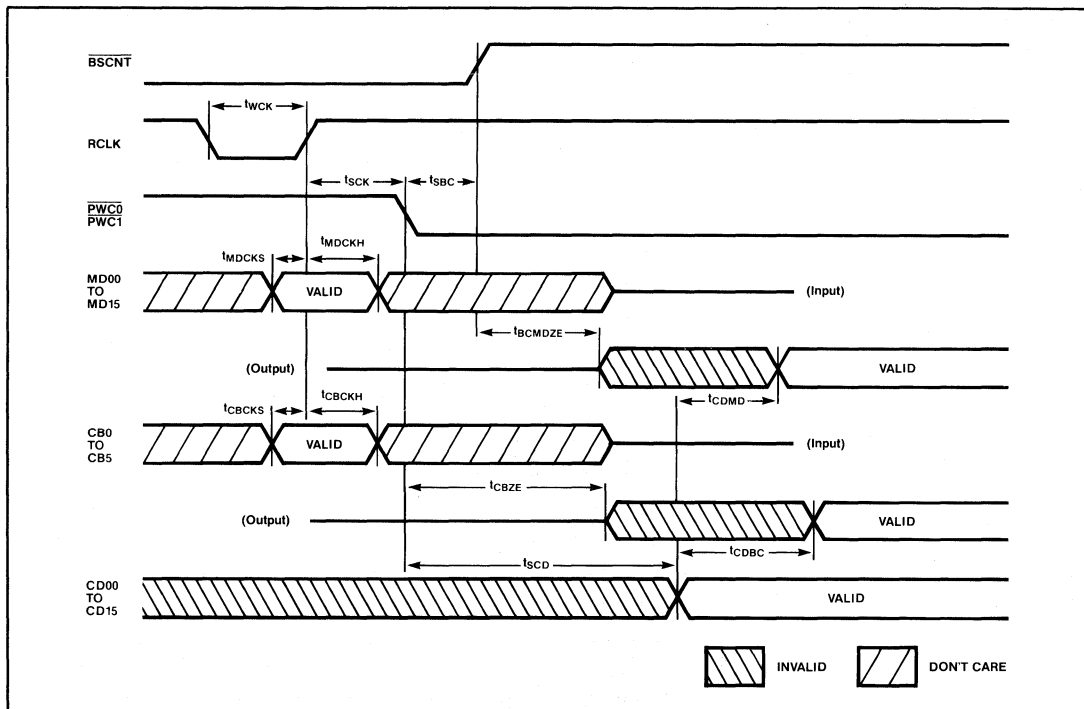 BSCNT
tWCK
RCLK
tSCK
tSBC
PWC0
PWC1
tMDCKS
tMDCKH
MD00
TO
MD15
VALID
(Input)
tBCMDZE
(Output)
VALID
tCDMD
tCBCKS
tCBCKH
CB0
TO
CB5
VALID
(Input)
tCBZE
(Output)
VALID
tCDBC
tSCD
CD00
TO
CD15
VALID
INVALID
DON'T CARE